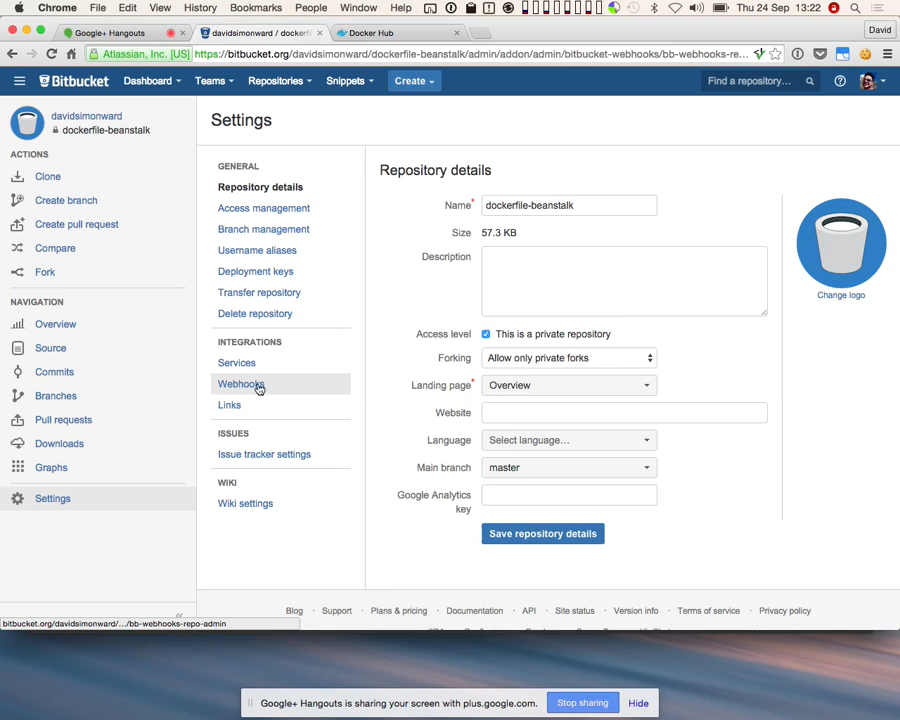 Chrome File Edit View History Bookmarks People Window Help Thu 24 Sep 13:22
Google+ Hangouts davidsimonward / dockerf Docker Hub David
Atlassian, Inc. [US] https://bitbucket.org/davidsimonward/dockerfile-beanstalk/admin/addon/admin/bitbucket-webhooks/bb-webhooks-re...
Bitbucket Dashboard Teams Repositories Snippets Create Find a repository...
davidsimonward
dockerfile-beanstalk
ACTIONS
Clone
Create branch
Create pull request
Compare
Fork
NAVIGATION
Overview
Source
Commits
Branches
Pull requests
Downloads
Graphs
Settings
Settings
GENERAL
Repository details
Access management
Branch management
Username aliases
Deployment keys
Transfer repository
Delete repository
INTEGRATIONS
Services
Webhooks
Links
ISSUES
Issue tracker settings
WIKI
Wiki settings
Repository details
Name* dockerfile-beanstalk
Size 57.3 KB
Description
Access level This is a private repository
Forking Allow only private forks
Landing page* Overview
Website
Language Select language...
Main branch master
Google Analytics
key
Save repository details
Change logo
Blog · Support · Plans & pricing · Documentation · API · Site status · Version info · Terms of service · Privacy policy
bitbucket.org/davidsimonward/.../bb-webhooks-repo-admin
Google+ Hangouts is sharing your screen with plus.google.com. Stop sharing Hide